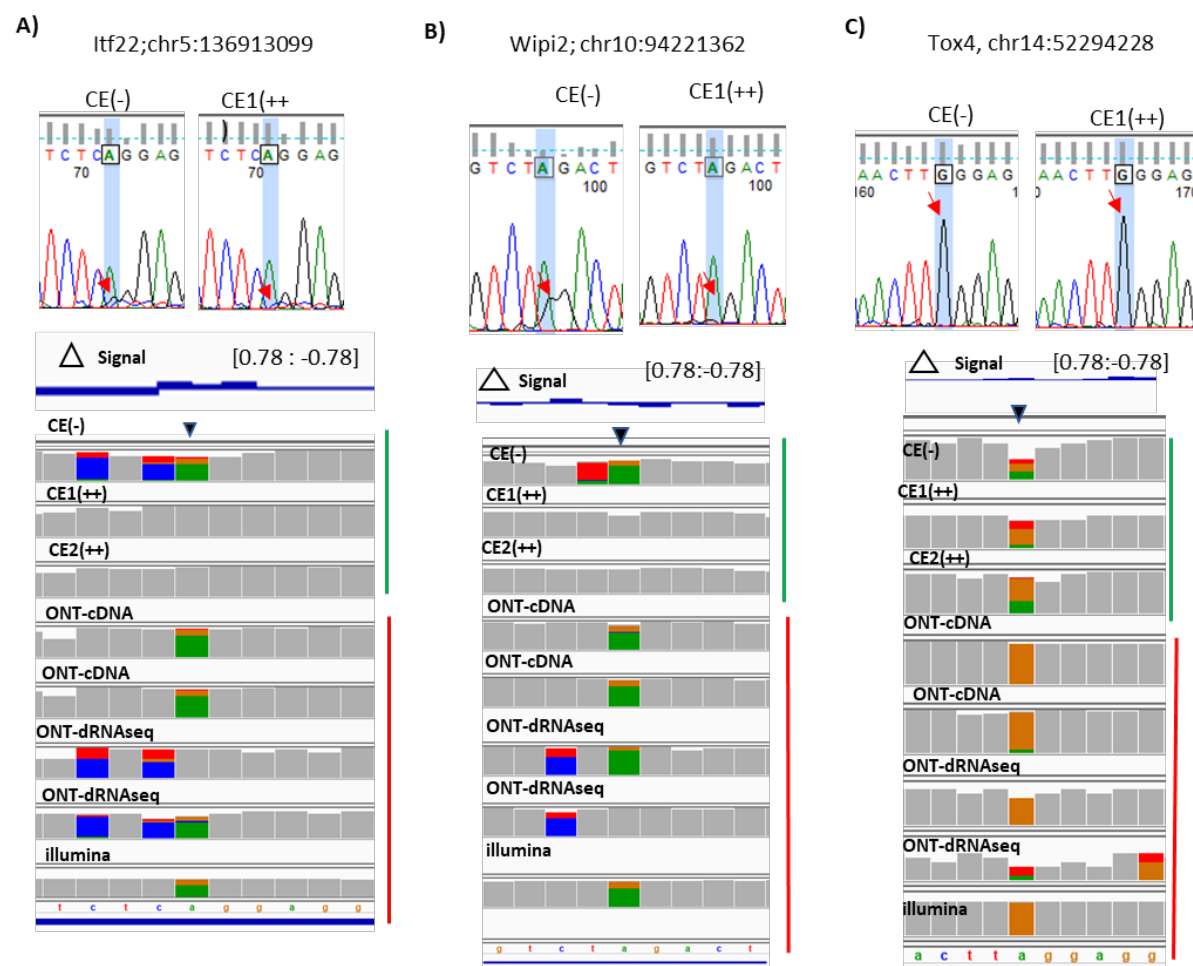 A)
Itf22;chr5:136913099
CE(-)
CE1(++
)
T C T C A G G A G
70
T C T C A G G A G
70
△ Signal
[0.78 : -0.78]
CE(-)
CE1(++)
CE2(++)
ONT-cDNA
ONT-cDNA
ONT-dRNAseq
ONT-dRNAseq
illumina
t c t c a g g a g g
B)
Wipi2; chr10:94221362
CE(-)
CE1(++)
G T C T A G A C T
100
G T C T A G A C T
100
△ Signal
[0.78:-0.78]
CE(-)
CE1(++)
CE2(++)
ONT-cDNA
ONT-cDNA
ONT-dRNAseq
ONT-dRNAseq
illumina
g t c t a g a c t
C)
Tox4, chr14:52294228
CE(-)
CE1(++)
A A C T T G G G A G
160
1
A A C T T G G G A G
0
170
△ Signal
[0.78:-0.78]
CE(-)
CE1(++)
CE2(++)
ONT-cDNA
ONT-cDNA
ONT-dRNAseq
ONT-dRNAseq
illumina
a c t t a g g a g g